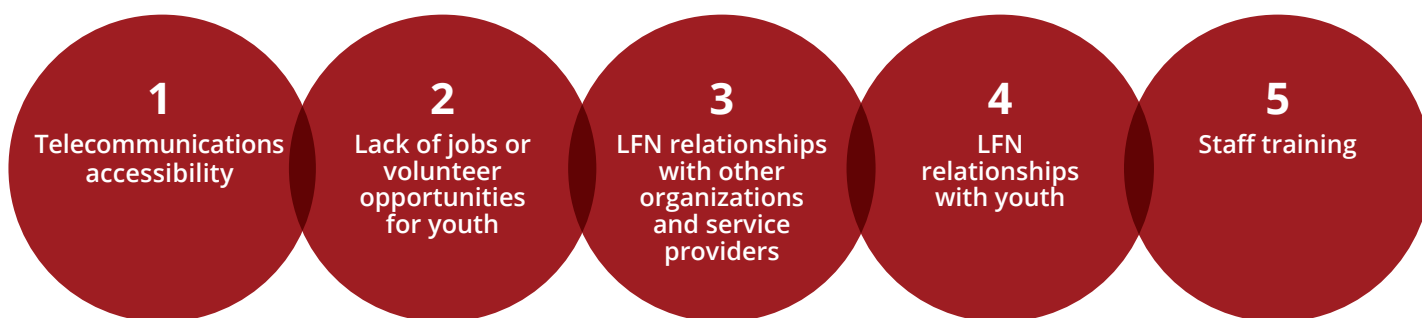 1
Telecommunications
accessibility
2
Lack of jobs or
volunteer
opportunities
for youth
3
LFN relationships
with other
organizations
and service
providers
4
LFN
relationships
with youth
5
Staff training